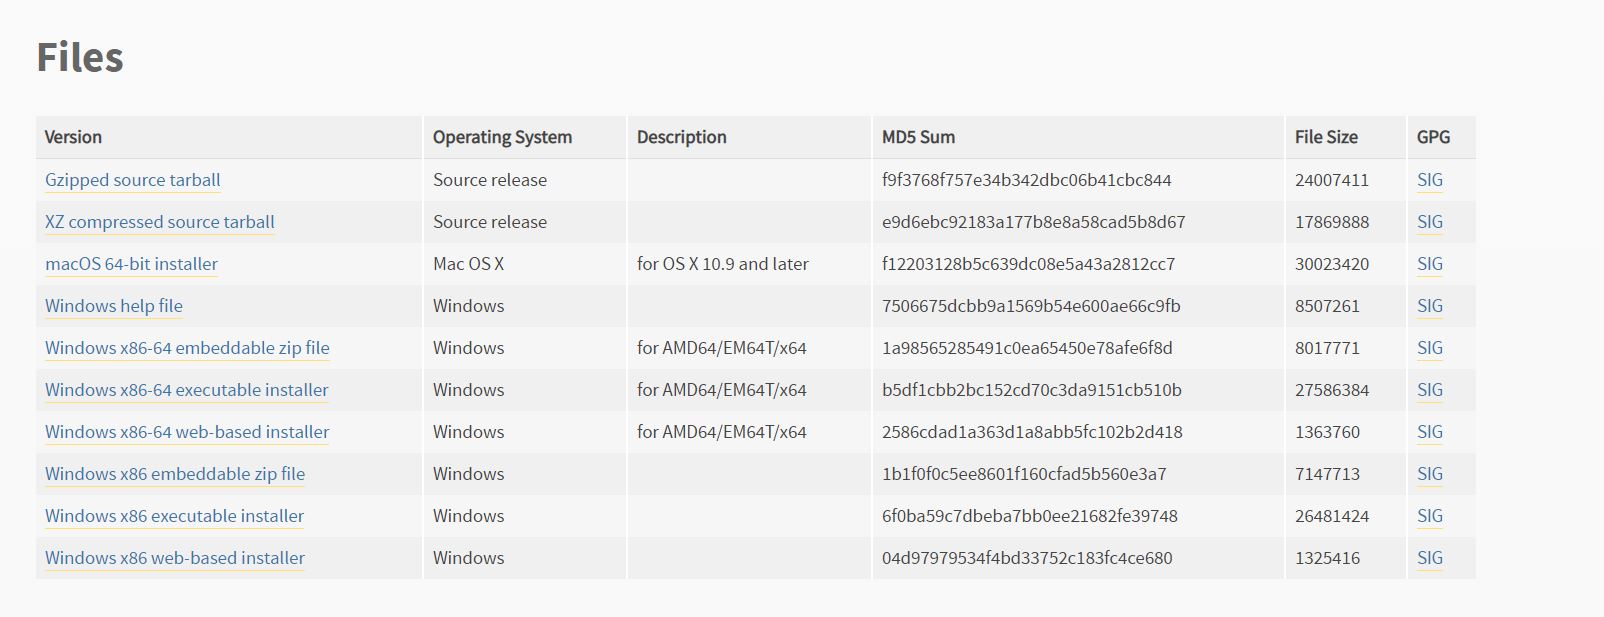 Files
Version Operating System Description MD5 Sum File Size GPG
Gzipped source tarball Source release f9f3768f757e34b342dbc06b41cbc844 24007411 SIG
XZ compressed source tarball Source release e9d6ebc92183a177b8e8a58cad5b8d67 17869888 SIG
macOS 64-bit installer Mac OS X for OS X 10.9 and later f12203128b5c639dc08e5a43a2812cc7 30023420 SIG
Windows help file Windows 7506675dcbb9a1569b54e600ae66c9fb 8507261 SIG
Windows x86-64 embeddable zip file Windows for AMD64/EM64T/x64 1a98565285491c0ea65450e78afe6f8d 8017771 SIG
Windows x86-64 executable installer Windows for AMD64/EM64T/x64 b5df1cbb2bc152cd70c3da9151cb510b 27586384 SIG
Windows x86-64 web-based installer Windows for AMD64/EM64T/x64 2586cdad1a363d1a8abb5fc102b2d418 1363760 SIG
Windows x86 embeddable zip file Windows 1b1f0f0c5ee8601f160cfad5b560e3a7 7147713 SIG
Windows x86 executable installer Windows 6f0ba59c7dbeba7bb0ee21682fe39748 26481424 SIG
Windows x86 web-based installer Windows 04d97979534f4bd33752c183fc4ce680 1325416 SIG